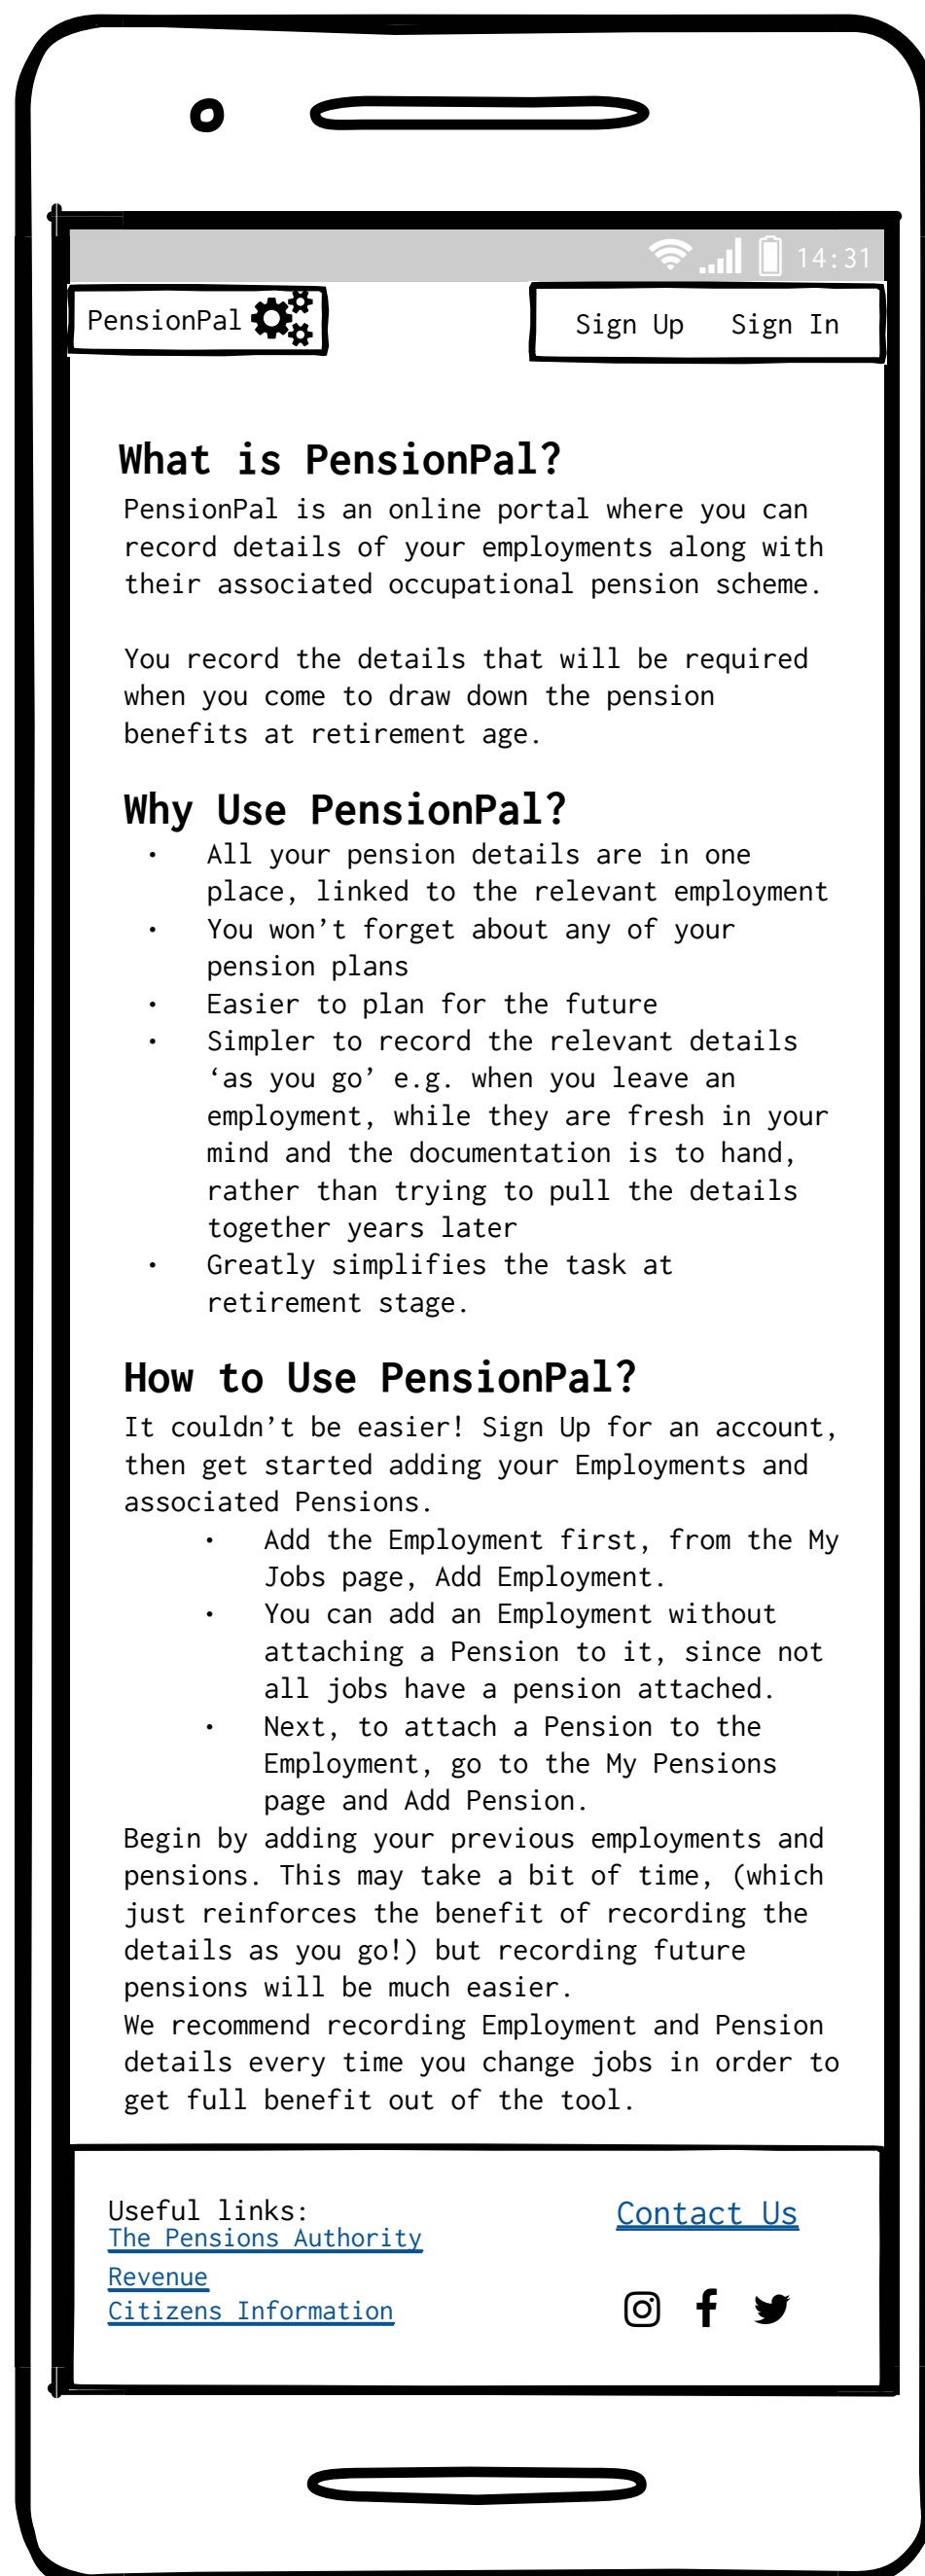 14:31
PensionPal
Sign Up Sign In
What is PensionPal?
PensionPal is an online portal where you can
record details of your employments along with
their associated occupational pension scheme.
You record the details that will be required
when you come to draw down the pension
benefits at retirement age.
Why Use PensionPal?
• All your pension details are in one
place, linked to the relevant employment
• You won’t forget about any of your
pension plans
• Easier to plan for the future
• Simpler to record the relevant details
‘as you go’ e.g. when you leave an
employment, while they are fresh in your
mind and the documentation is to hand,
rather than trying to pull the details
together years later
• Greatly simplifies the task at
retirement stage.
How to Use PensionPal?
It couldn’t be easier! Sign Up for an account,
then get started adding your Employments and
associated Pensions.
• Add the Employment first, from the My
Jobs page, Add Employment.
• You can add an Employment without
attaching a Pension to it, since not
all jobs have a pension attached.
• Next, to attach a Pension to the
Employment, go to the My Pensions
page and Add Pension.
Begin by adding your previous employments and
pensions. This may take a bit of time, (which
just reinforces the benefit of recording the
details as you go!) but recording future
pensions will be much easier.
We recommend recording Employment and Pension
details every time you change jobs in order to
get full benefit out of the tool.
Useful links:
The Pensions Authority
Revenue
Citizens Information
Contact Us